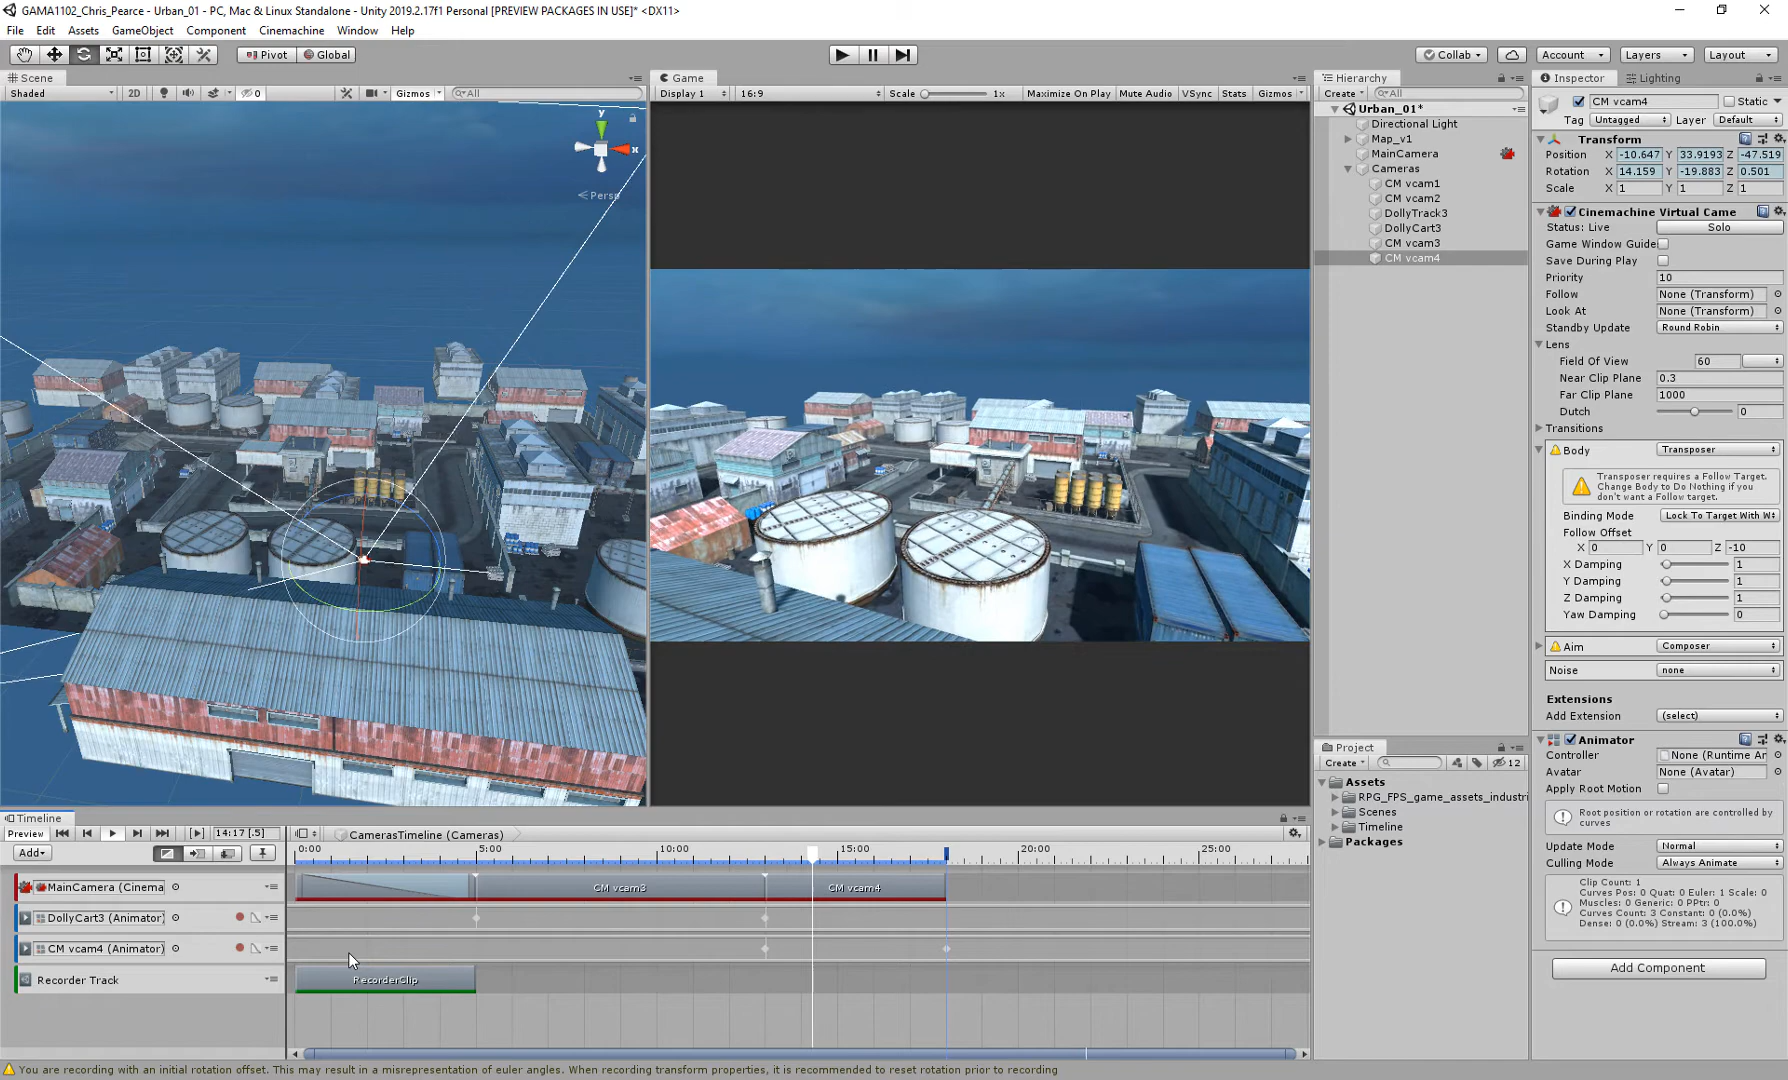 GAMA1102_Chris_Pearce - Urban_01 - PC, Mac & Linux Standalone - Unity 2019.2.17f1 Personal [PREVIEW PACKAGES IN USE]* <DX11>
File Edit Assets GameObject Component Cinemachine Window Help
Pivot Global Collab Account Layers Layout
Scene
Shaded 2D 0 Gizmos All
y
x
Persp
Game
Display 1 16:9 Scale 1x Maximize On Play Mute Audio VSync Stats Gizmos
Hierarchy
Create All
Urban_01*
Directional Light
Map_v1
MainCamera
Cameras
CM vcam1
CM vcam2
DollyTrack3
DollyCart3
CM vcam3
CM vcam4
Project
Create 12
Assets
RPG_FPS_game_assets_industri
Scenes
Timeline
Packages
Inspector Lighting
CM vcam4 Static
Tag Untagged Layer Default
Transform
Position X -10.647 Y 33.9193 Z -47.519
Rotation X 14.159 Y -19.883 Z 0.501
Scale X 1 Y 1 Z 1
Cinemachine Virtual Came
Status: Live Solo
Game Window Guide
Save During Play
Priority 10
Follow None (Transform)
Look At None (Transform)
Standby Update Round Robin
Lens
Field Of View 60
Near Clip Plane 0.3
Far Clip Plane 1000
Dutch 0
Transitions
Body Transposer
Transposer requires a Follow Target.
Change Body to Do Nothing if you
don't want a Follow target.
Binding Mode Lock To Target With W
Follow Offset
X 0 Y 0 Z -10
X Damping 1
Y Damping 1
Z Damping 1
Yaw Damping 0
Aim Composer
Noise none
Extensions
Add Extension (select)
Animator
Controller None (Runtime Ar
Avatar None (Avatar)
Apply Root Motion
Root position or rotation are controlled by
curves
Update Mode Normal
Culling Mode Always Animate
Clip Count: 1
Curves Pos: 0 Quat: 0 Euler: 1 Scale: 0
Muscles: 0 Generic: 0 PPtr: 0
Curves Count: 3 Constant: 0 (0.0%)
Dense: 0 (0.0%) Stream: 3 (100.0%)
Add Component
Timeline
Preview 14:17 [.5] CamerasTimeline (Cameras)
Add 0:00 5:00 10:00 15:00 20:00 25:00
MainCamera (Cinema CM vcam3 CM vcam4
DollyCart3 (Animator)
CM vcam4 (Animator)
Recorder Track RecorderClip
You are recording with an initial rotation offset. This may result in a misrepresentation of euler angles. When recording transform properties, it is recommended to reset rotation prior to recording